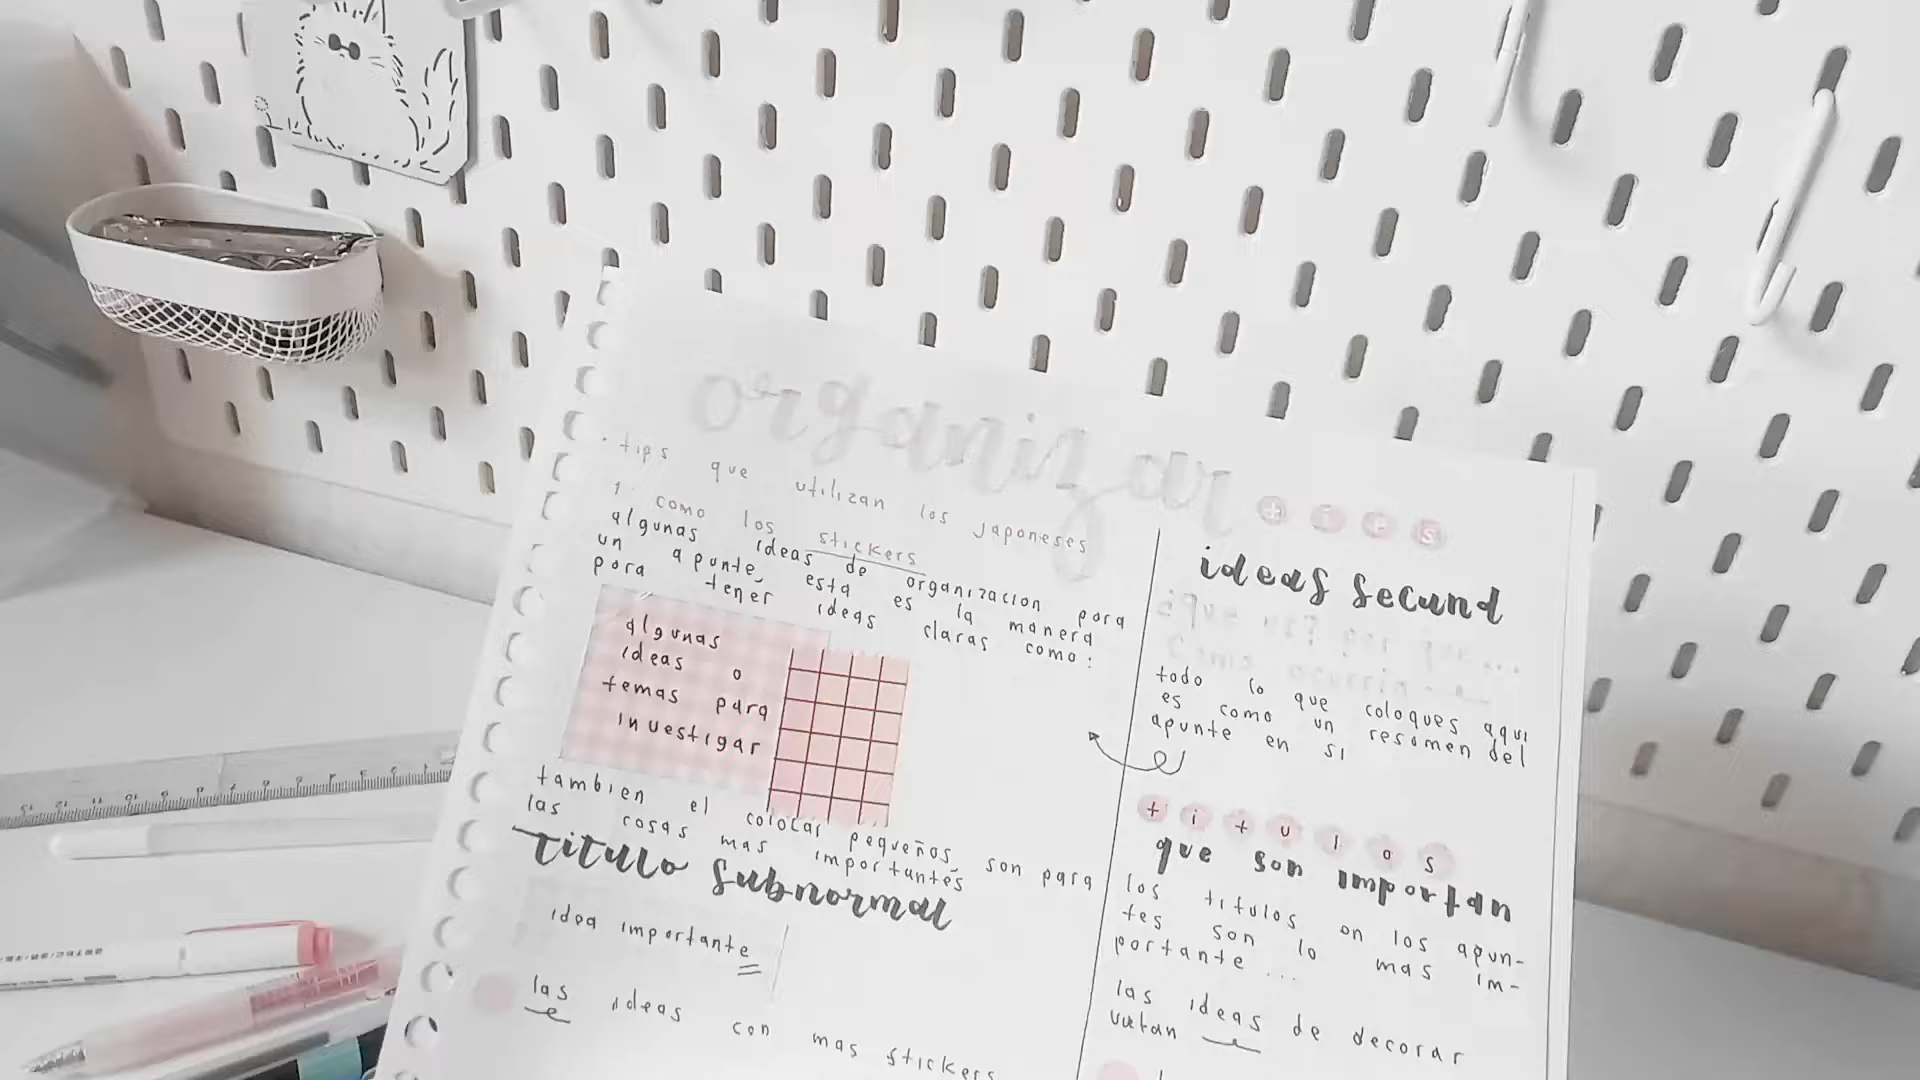 organizar
• tips que utilizan los japoneses
1. como los stickers
algunas ideas de organizacion para
un apunte, esta es la manera
para tener ideas claras como:
algunas
ideas o
temas para
investigar
tambien el colocar pequeños son para
las cosas mas importantes
titulo subnormal
idea importante
las ideas con mas stickers
ties
ideas secund
todo lo que coloques aqui
es como un resumen del
apunte en si
titulos
que son importan
los titulos en los apun-
tes son lo mas im-
portante ...
las ideas de decorar